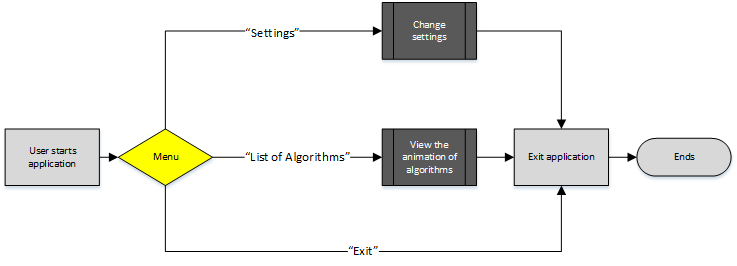 “Settings”
Change
settings
User starts
application
Menu
“List of Algorithms”
View the
animation of
algorithms
Exit application
Ends
“Exit”